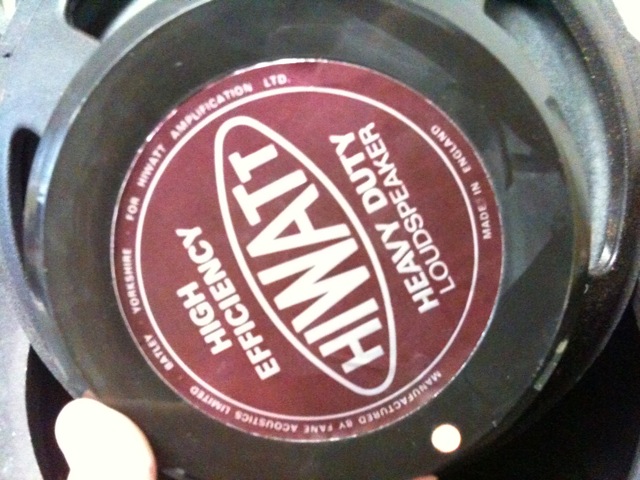 HIGH
EFFICIENCY
HIWATT
HEAVY DUTY
LOUDSPEAKER
MANUFACTURED BY FANE ACOUSTICS LIMITED · BATLEY YORKSHIRE · FOR HIWATT AMPLIFICATION LTD.
MADE IN ENGLAND